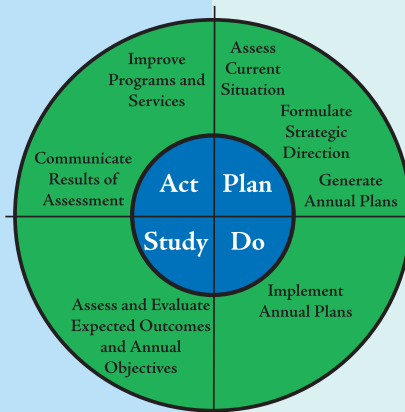 Improve
Programs and
Services
Assess
Current
Situation
Formulate
Strategic
Direction
Communicate
Results of
Assessment
Generate
Annual Plans
Act
Plan
Study
Do
Assess and Evaluate
Expected Outcomes
and Annual
Objectives
Implement
Annual Plans